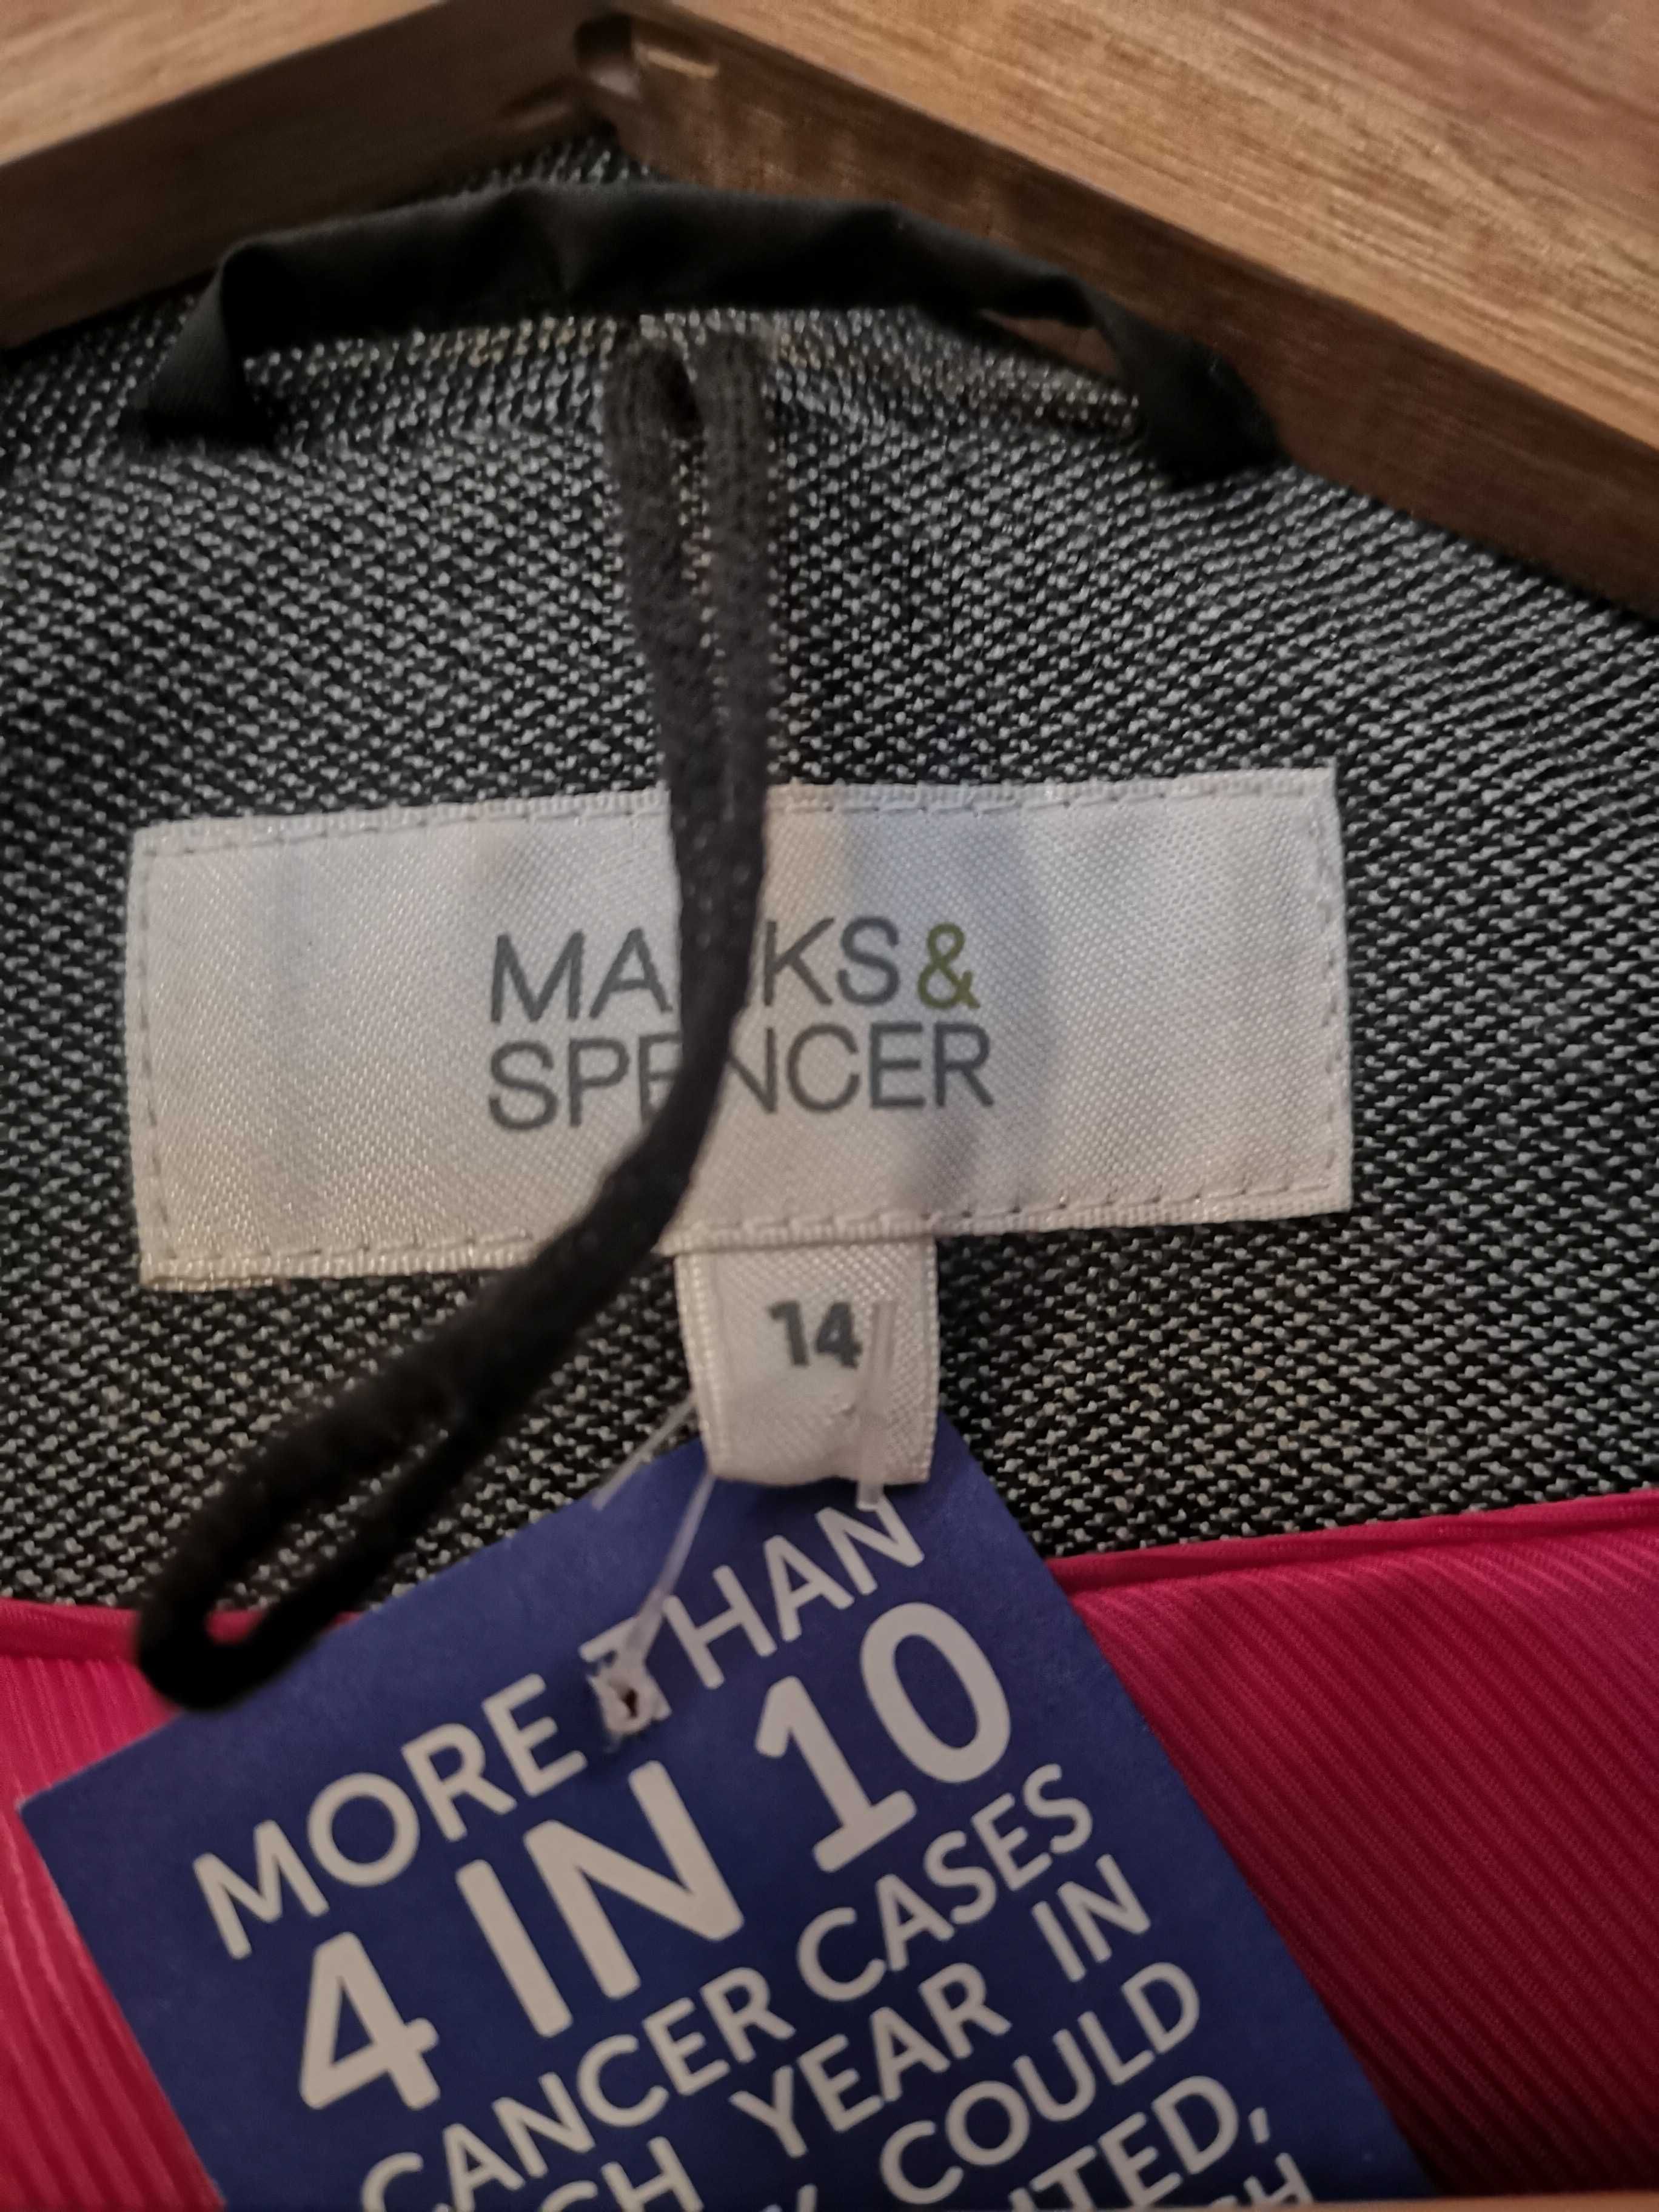 MARKS&
SPENCER
14
MORE THAN
4 IN 10
CANCER CASES
YEAR IN
COULD